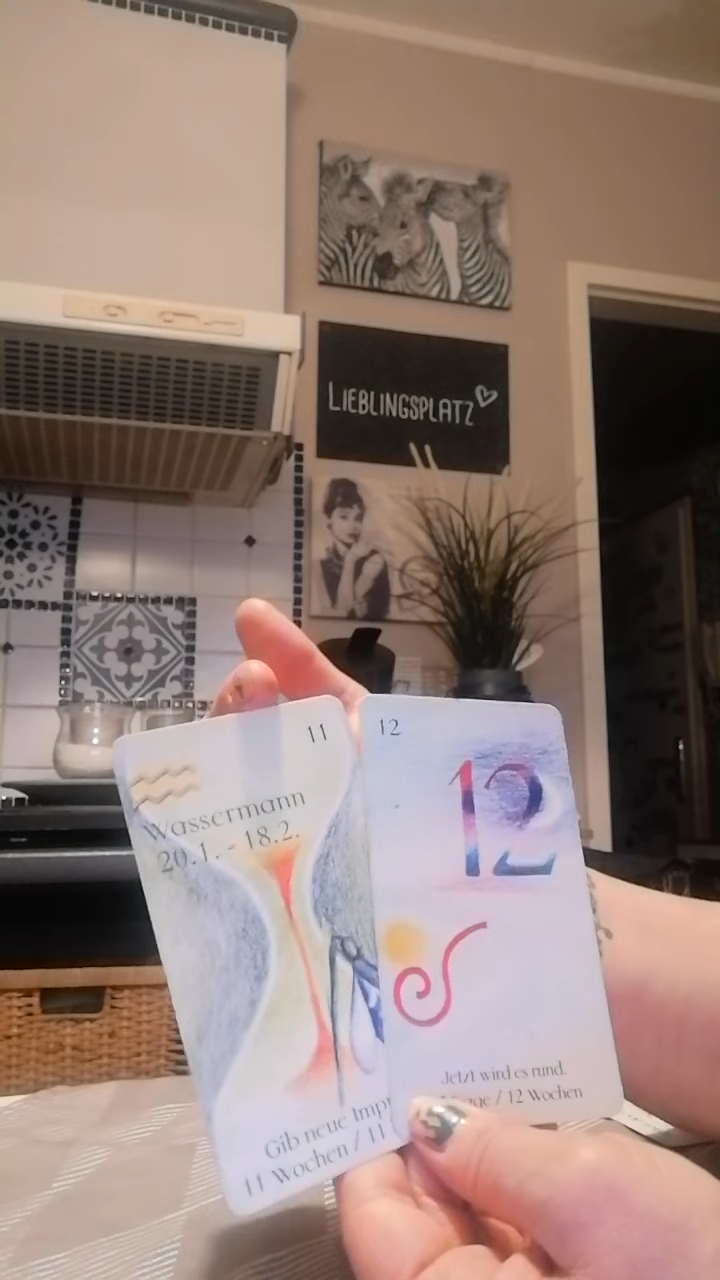 LIEBLINGSPLATZ
11
Wassermann
20.1. - 18.2.
Gib neue
11 Wochen / 11
12
12
Jetzt wird es rund.
/ 12 Wochen